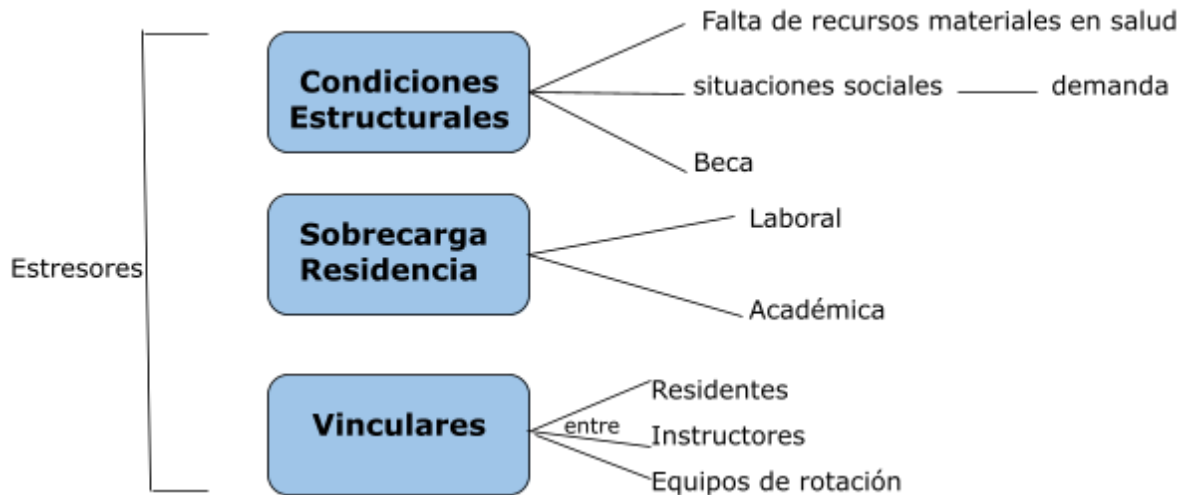 Estresores
Condiciones
Estructurales
Falta de recursos materiales en salud
situaciones sociales
demanda
Beca
Sobrecarga
Residencia
Laboral
Académica
Vinculares
entre
Residentes
Instructores
Equipos de rotación